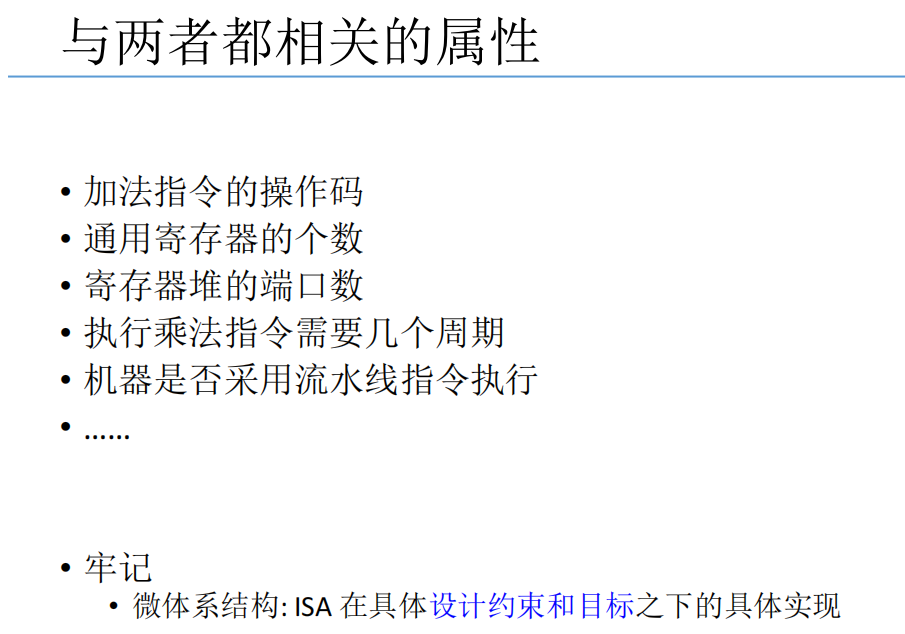 与两者都相关的属性
• 加法指令的操作码
• 通用寄存器的个数
• 寄存器堆的端口数
• 执行乘法指令需要几个周期
• 机器是否采用流水线指令执行
• ……
• 牢记
• 微体系结构: ISA 在具体设计约束和目标之下的具体实现